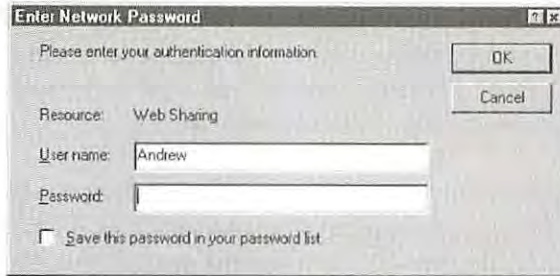 Enter Network Password
Please enter your authentication information.
OK
Cancel
Resource: Web Sharing
User name: Andrew
Password:
Save this password in your password list